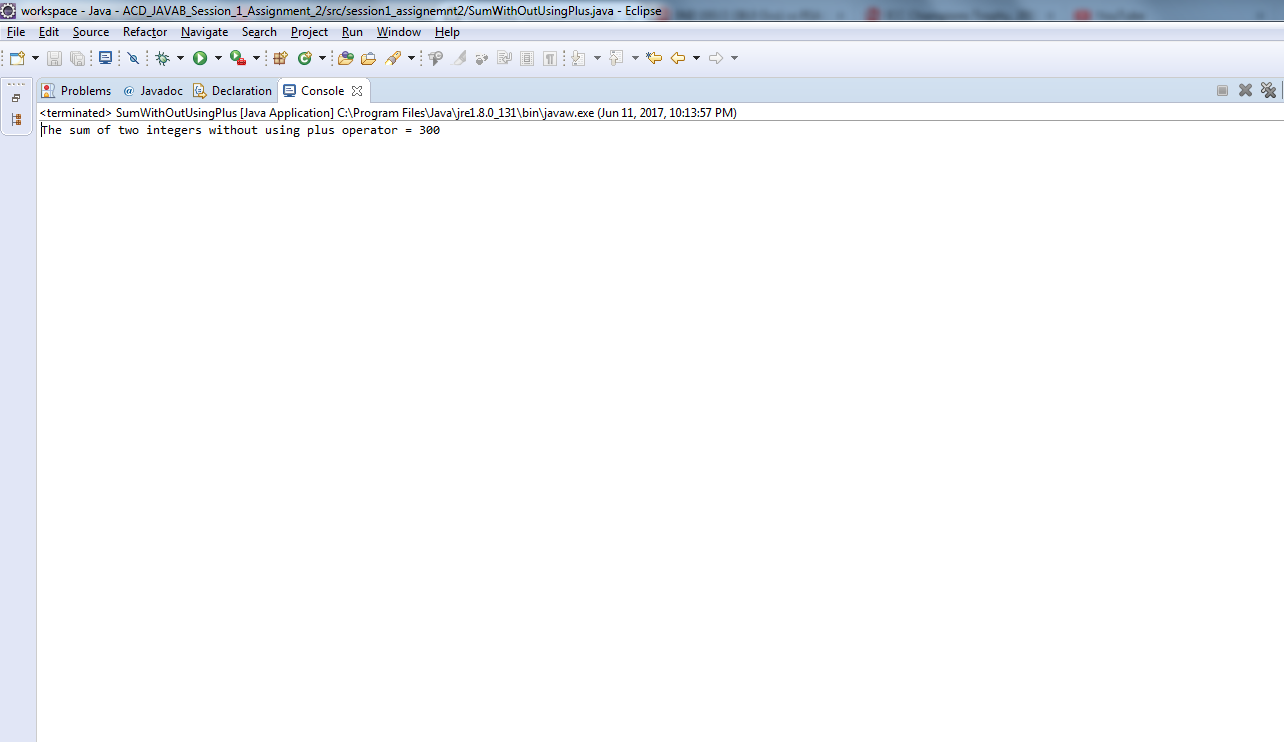 workspace - Java - ACD_JAVAB_Session_1_Assignment_2/src/session1_assignemnt2/SumWithOutUsingPlus.java - Eclipse
File Edit Source Refactor Navigate Search Project Run Window Help
Problems @ Javadoc Declaration Console
<terminated> SumWithOutUsingPlus [Java Application] C:\Program Files\Java\jre1.8.0_131\bin\javaw.exe (Jun 11, 2017, 10:13:57 PM)
The sum of two integers without using plus operator = 300